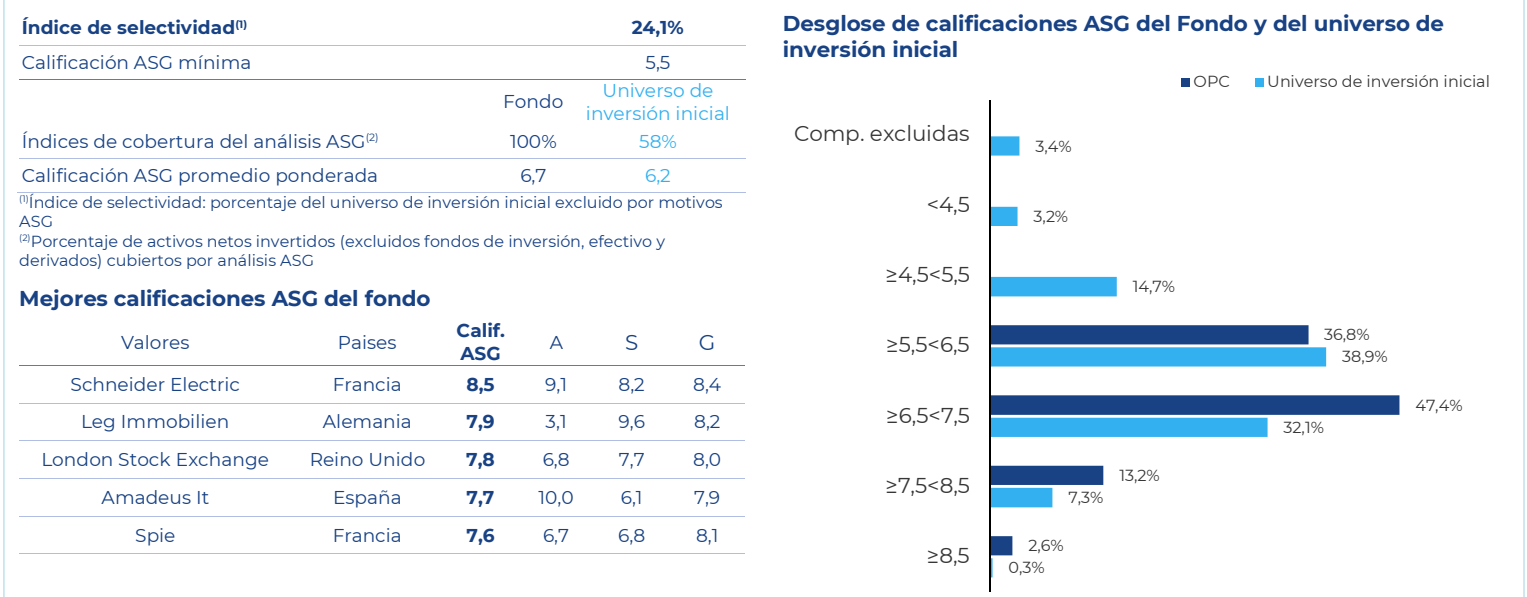 Índice de selectividad(1) 24,1%
Calificación ASG mínima 5,5
Fondo Universo de
inversión inicial
Índices de cobertura del análisis ASG(2) 100% 58%
Calificación ASG promedio ponderada 6,7 6,2
(1)Índice de selectividad: porcentaje del universo de inversión inicial excluido por motivos
ASG
(2)Porcentaje de activos netos invertidos (excluidos fondos de inversión, efectivo y
derivados) cubiertos por análisis ASG
Mejores calificaciones ASG del fondo
Valores Paises Calif. A S G
ASG
Schneider Electric Francia 8,5 9,1 8,2 8,4
Leg Immobilien Alemania 7,9 3,1 9,6 8,2
London Stock Exchange Reino Unido 7,8 6,8 7,7 8,0
Amadeus It España 7,7 10,0 6,1 7,9
Spie Francia 7,6 6,7 6,8 8,1
Desglose de calificaciones ASG del Fondo y del universo de
inversión inicial
OPC Universo de inversión inicial
Comp. excluidas 3,4%
<4,5 3,2%
≥4,5<5,5 14,7%
≥5,5<6,5 36,8%
38,9%
≥6,5<7,5 47,4%
32,1%
≥7,5<8,5 13,2%
7,3%
≥8,5 2,6%
0,3%